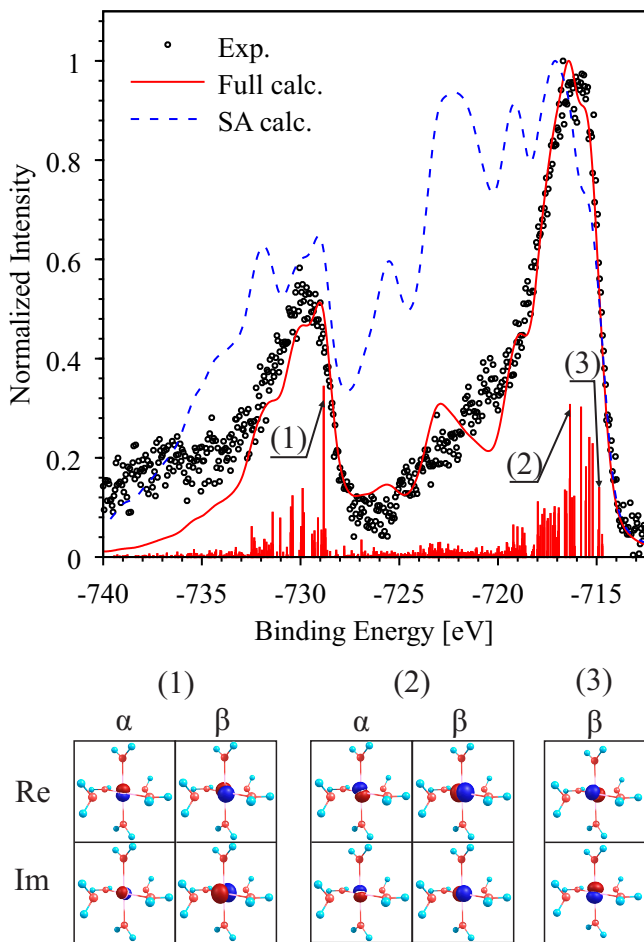 Exp.
Full calc.
SA calc.
1
0.8
0.6
0.4
0.2
0
Normalized Intensity
(1)
(2)
(3)
-740
-735
-730
-725
-720
-715
Binding Energy [eV]
(1) (2) (3)
α β α β β
Re
Im